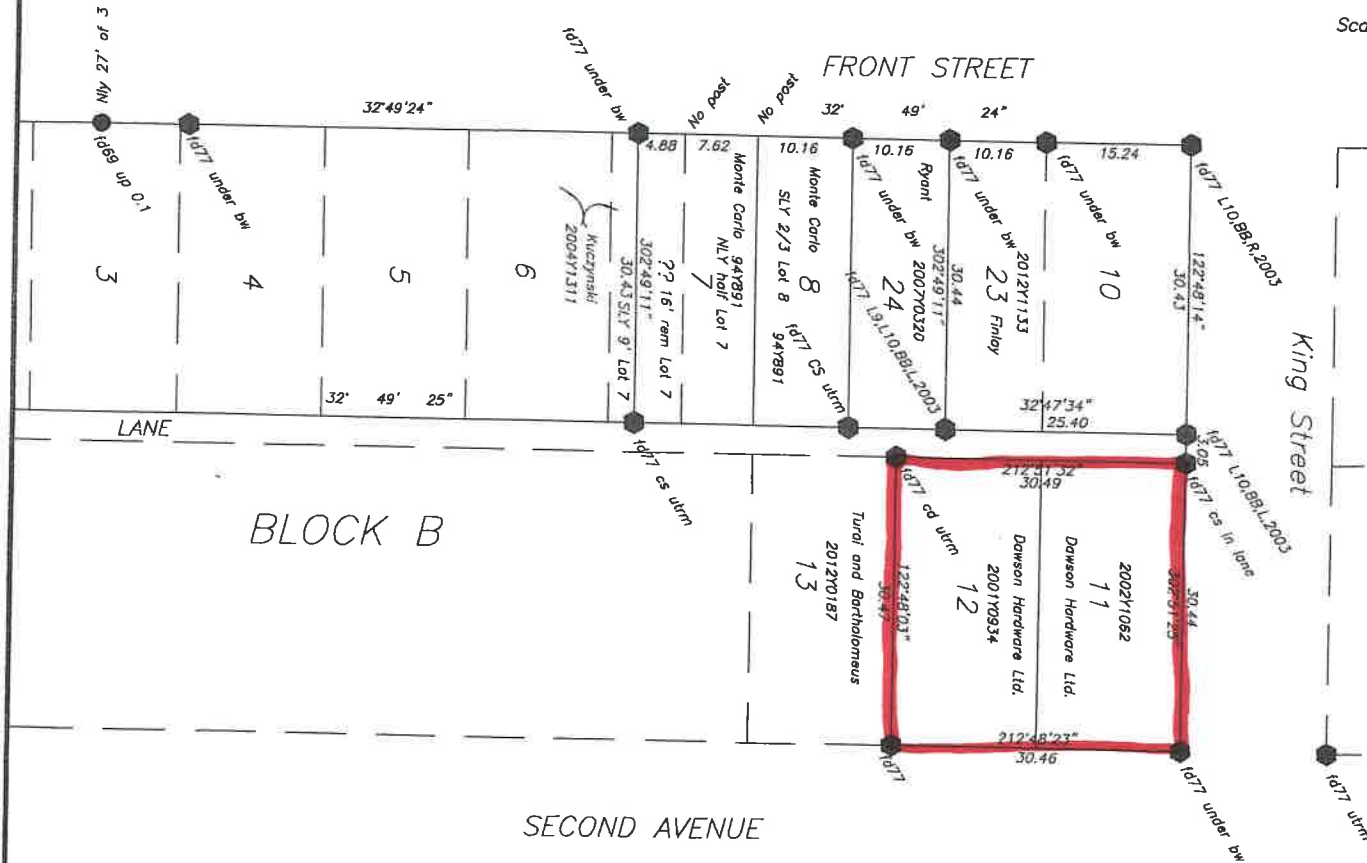 Sca
FRONT STREET
Nly 27' of 3
fd69 up 0.1
fd77 under bw
32°49'24"
fd77 under bw
4.88
No post
7.62
No post
10.16
32°
49'
24"
10.16
10.16
15.24
fd77 under bw
fd77 under bw
fd77 under bw
fd77 L10,BB,R,2003
3
4
5
6
Kuczynski
2004Y1311
30.43 SLY 9' Lot 7
302°49'11"
?? 16' rem Lot 7
7
NLY half Lot 7
Monte Carlo 94Y891
8
Monte Carlo
SLY 2/3 Lot 8 94Y891
fd77 CS utrm
Ryant
2007Y0320
24
fd77 L9,L10,BB,L,2003
302°49'11"
30.44
2012Y1133
23 Finlay
10
122°48'14"
30.43
King Street
32° 49' 25"
32°47'34"
25.40
LANE
fd77 cs utrm
3.05
fd77 L10,BB,L,2003
fd77 cs in lane
BLOCK B
fd77 cd utrm
212°51'32"
30.49
Turai and Bartholomeus
2012Y0187
13
122°48'03"
30.47
Dawson Hardware Ltd.
2001Y0934
12
2002Y1062
11
Dawson Hardware Ltd.
30.44
302°51'25"
212°48'23"
30.46
fd77
fd77 under bw
fd77 utrm
SECOND AVENUE